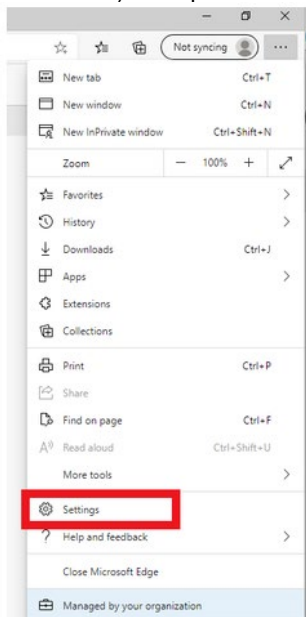 Not syncing
New tab Ctrl+T
New window Ctrl+N
New InPrivate window Ctrl+Shift+N
Zoom — 100% +
Favorites
History
Downloads Ctrl+J
Apps
Extensions
Collections
Print Ctrl+P
Share
Find on page Ctrl+F
Read aloud Ctrl+Shift+U
More tools
Settings
Help and feedback
Close Microsoft Edge
Managed by your organization